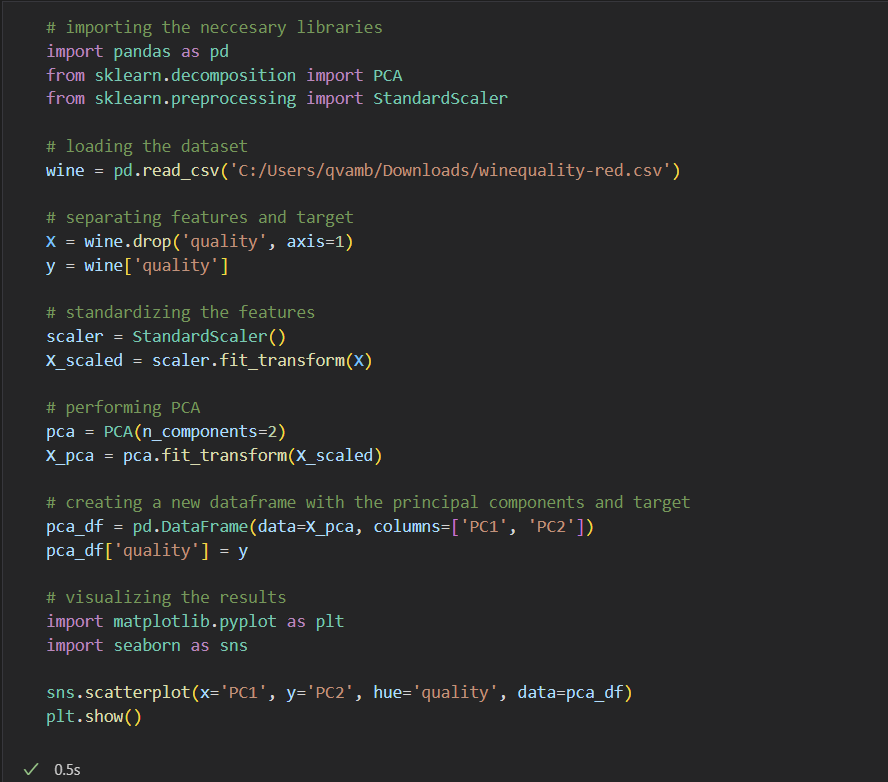 # importing the neccesary libraries
import pandas as pd
from sklearn.decomposition import PCA
from sklearn.preprocessing import StandardScaler
# loading the dataset
wine = pd.read_csv('C:/Users/qvamb/Downloads/winequality-red.csv')
# separating features and target
X = wine.drop('quality', axis=1)
y = wine['quality']
# standardizing the features
scaler = StandardScaler()
X_scaled = scaler.fit_transform(X)
# performing PCA
pca = PCA(n_components=2)
X_pca = pca.fit_transform(X_scaled)
# creating a new dataframe with the principal components and target
pca_df = pd.DataFrame(data=X_pca, columns=['PC1', 'PC2'])
pca_df['quality'] = y
# visualizing the results
import matplotlib.pyplot as plt
import seaborn as sns
sns.scatterplot(x='PC1', y='PC2', hue='quality', data=pca_df)
plt.show()
0.5s